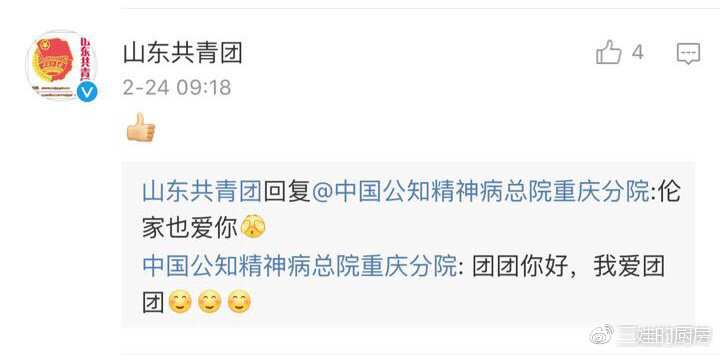 山东共青团
4
2-24 09:18
山东共青团回复@中国公知精神病总院重庆分院:伦
家也爱你
中国公知精神病总院重庆分院: 团团你好，我爱团
团
三娃的厨房